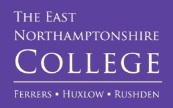 THE EAST
NORTHAMPTONSHIRE
COLLEGE
FERRERS • HUXLOW • RUSHDEN